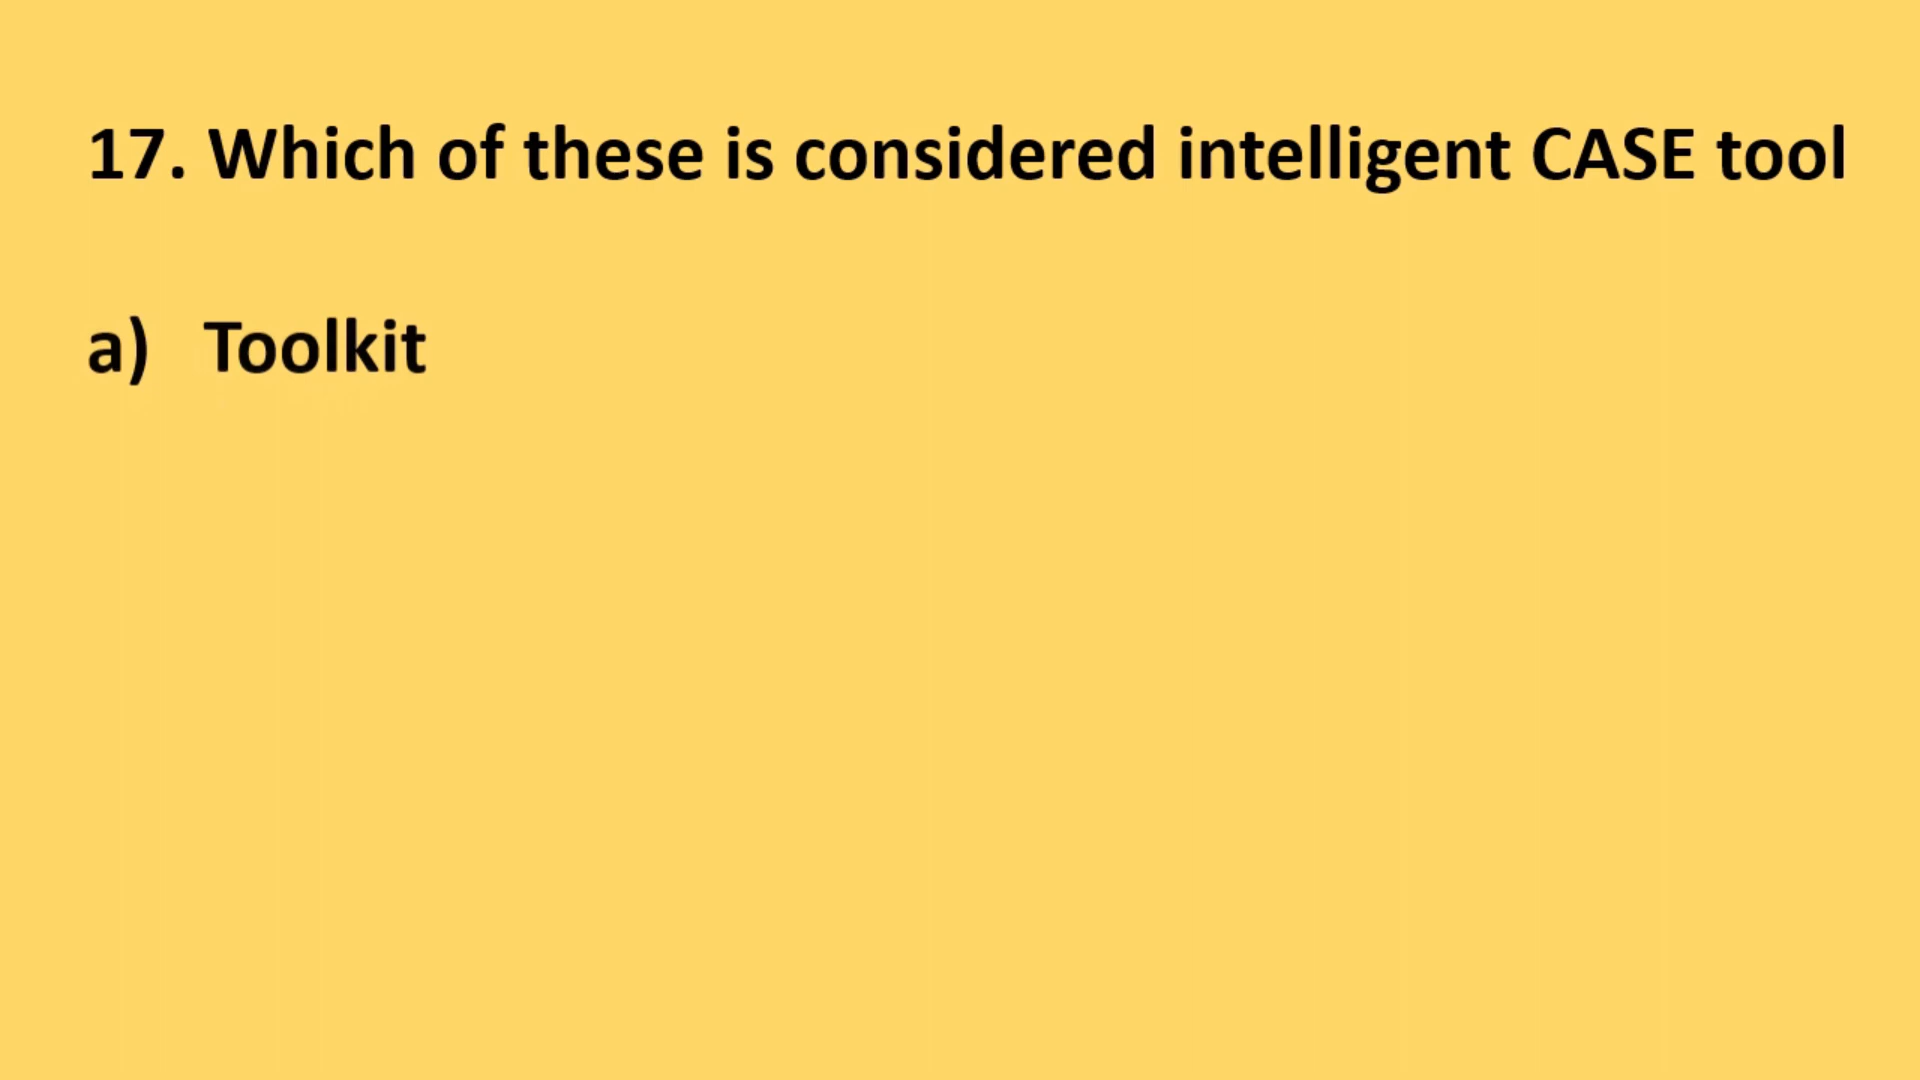 17. Which of these is considered intelligent CASE tool
a) Toolkit